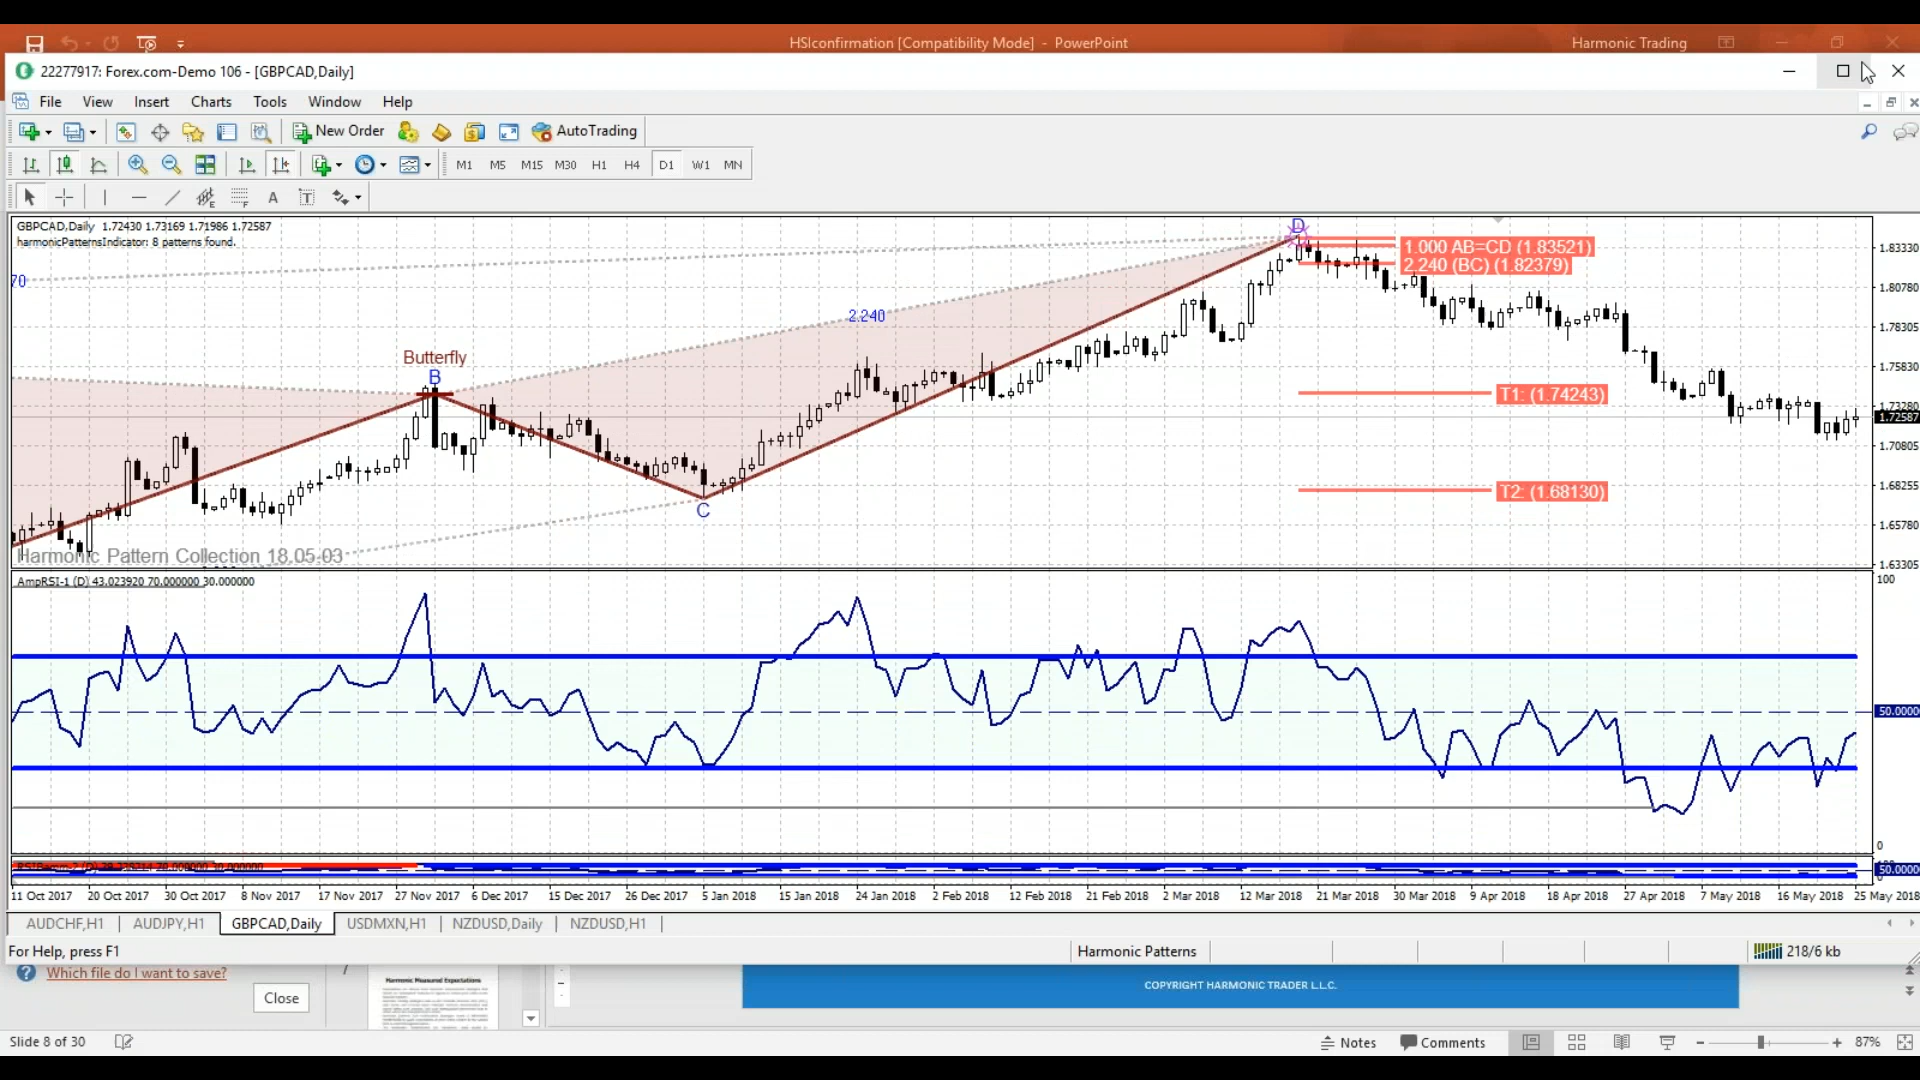 HSIconfirmation [Compatibility Mode] - PowerPoint
Harmonic Trading
22277917: Forex.com-Demo 106 - [GBPCAD,Daily]
File View Insert Charts Tools Window Help
New Order AutoTrading
M1 M5 M15 M30 H1 H4 D1 W1 MN
GBPCAD,Daily 1.72430 1.73169 1.71986 1.72587
harmonicPatternsIndicator: 8 patterns found.
D
1.000 AB=CD (1.83521)
2.240 (BC) (1.82379)
1.83330
70
1.80780
2.240
1.78305
Butterfly
B
1.75830
T1: (1.74243)
1.73280
1.72587
1.70805
1.68255
T2: (1.68130)
C
1.65780
Harmonic Pattern Collection 18.05-03
1.63305
AmpRSI-1 (D) 43.023920 70.000000 30.000000
100
50.0000
0
50.0000
11 Oct 2017 20 Oct 2017 30 Oct 2017 8 Nov 2017 17 Nov 2017 27 Nov 2017 6 Dec 2017 15 Dec 2017 26 Dec 2017 5 Jan 2018 15 Jan 2018 24 Jan 2018 2 Feb 2018 12 Feb 2018 21 Feb 2018 2 Mar 2018 12 Mar 2018 21 Mar 2018 30 Mar 2018 9 Apr 2018 18 Apr 2018 27 Apr 2018 7 May 2018 16 May 2018 25 May 2018
AUDCHF,H1 AUDJPY,H1 GBPCAD,Daily USDMXN,H1 NZDUSD,Daily NZDUSD,H1
For Help, press F1
Harmonic Patterns
218/6 kb
Which file do I want to save?
7
Harmonic Measured Expectations
Close
COPYRIGHT HARMONIC TRADER L.L.C.
Slide 8 of 30
Notes Comments
87%